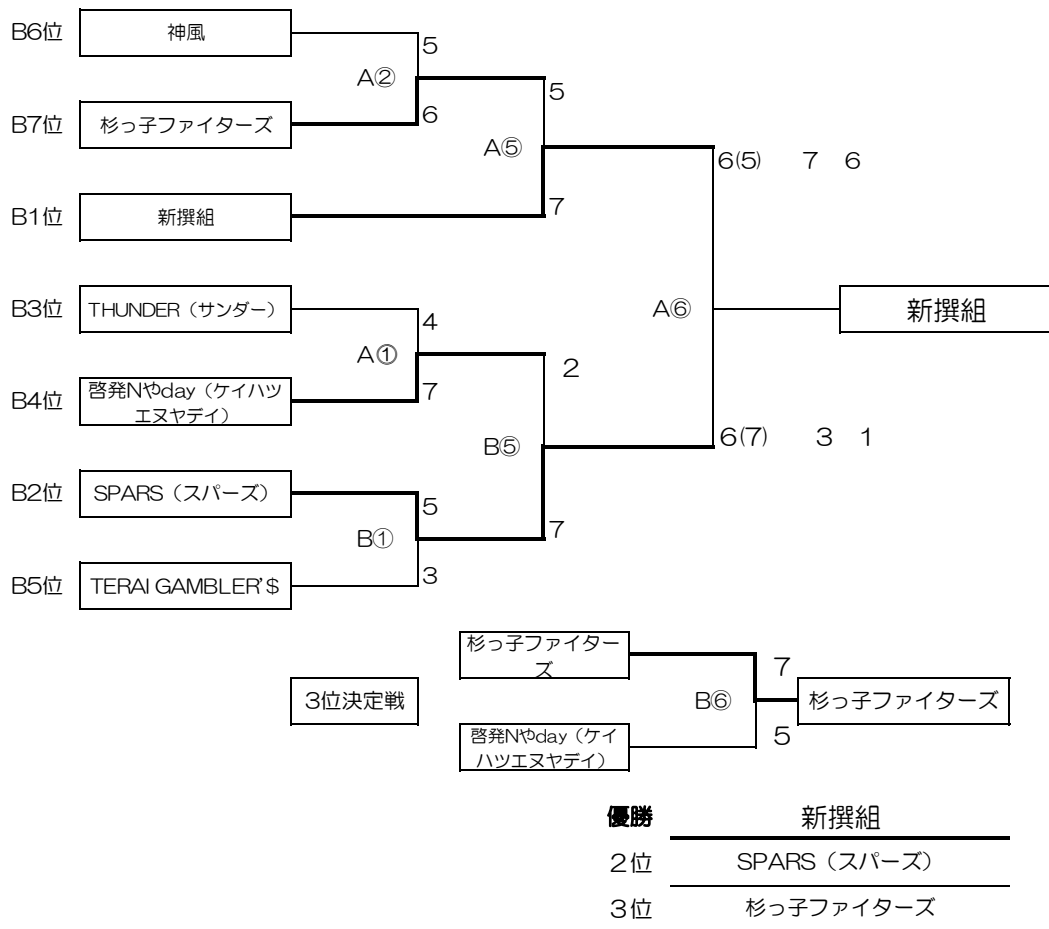 B6位 神風
5
A②
B7位 杉っ子ファイターズ
6
5
A⑤
6(5) 7 6
B1位 新撰組
7
B3位 THUDER（サンダー）
4
A⑥
新撰組
A①
2
B4位 啓発Nやday（ケイハツ
エヌヤデイ）
7
B⑤
6(7) 3 1
B2位 SPARS（スパーズ）
5
B①
7
B5位 TERAI GAMBLER'$
3
杉っ子ファイター
ズ
7
3位決定戦
B⑥
杉っ子ファイターズ
啓発Nやday（ケイ
ハツエヌヤデイ）
5
優勝 新撰組
2位 SPARS（スパーズ）
3位 杉っ子ファイターズ